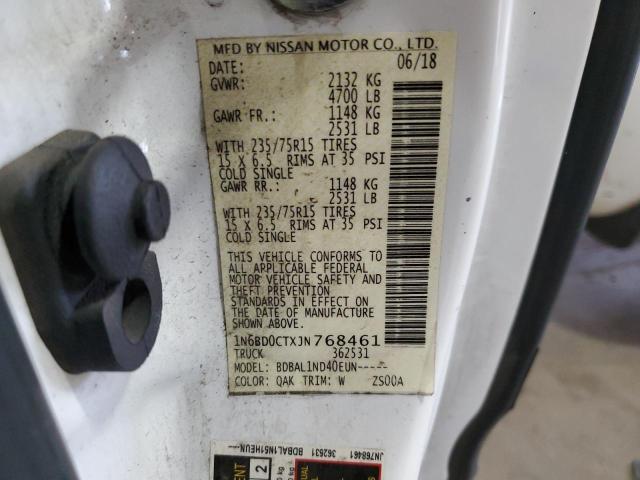 MFD BY NISSAN MOTOR CO., LTD.
DATE: 06/18
GVWR: 2132 KG
4700 LB
GAWR FR.: 1148 KG
2531 LB
WITH 235/75R15 TIRES
15 X 6.5 RIMS AT 35 PSI
COLD SINGLE
GAWR RR.: 1148 KG
2531 LB
WITH 235/75R15 TIRES
15 X 6.5 RIMS AT 35 PSI
COLD SINGLE
THIS VEHICLE CONFORMS TO
ALL APPLICABLE FEDERAL
MOTOR VEHICLE SAFETY AND
THEFT PREVENTION
STANDARDS IN EFFECT ON
THE DATE OF MANUFACTURE
SHOWN ABOVE.
1N6BD0CTXJN768461
TRUCK 362531
MODEL: BDBAL1ND40EUN-----
COLOR: QAK TRIM: W ZS00A
JN768461
362631 BDBAL1N51HEUN
2